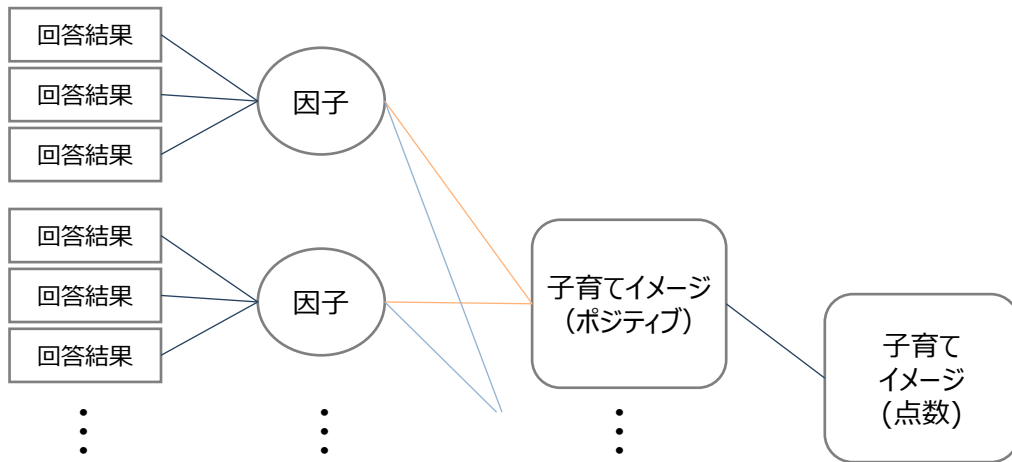 回答結果
回答結果
回答結果
因子
回答結果
回答結果
回答結果
因子
子育てイメージ
（ポジティブ）
子育て
イメージ
(点数)